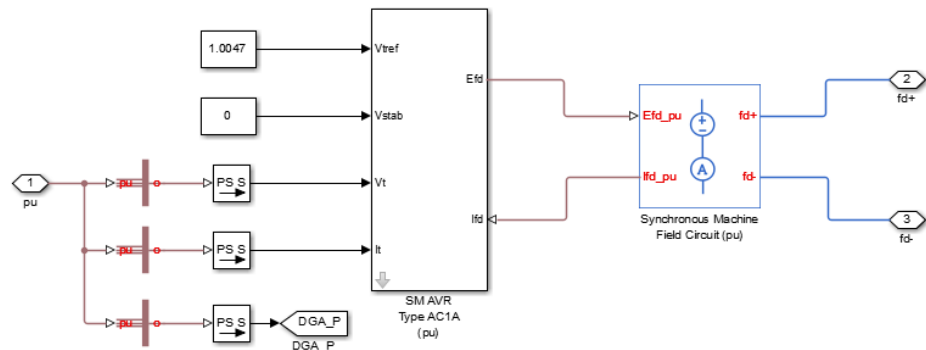 1.0047
Vtref
Efd
0
Vstab
Efd_pu
fd+
2
fd+
1
pu
pu
o
PS S
Vt
Ifd_pu
fd-
Ifd
3
fd-
Synchronous Machine
Field Circuit (pu)
pu
o
PS S
It
A
SM AVR
Type AC1A
(pu)
pu
o
PS S
DGA_P
DGA_P